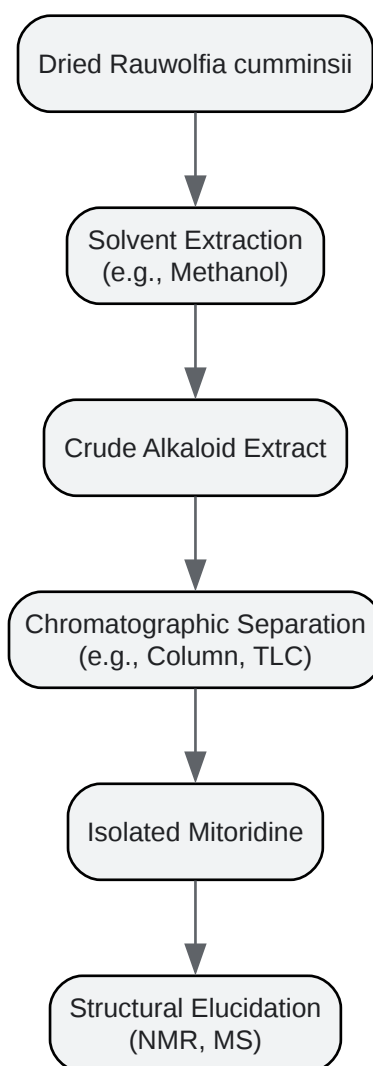 Dried Rauwolfia cumminsii
Solvent Extraction
(e.g., Methanol)
Crude Alkaloid Extract
Chromatographic Separation
(e.g., Column, TLC)
Isolated Mitoridine
Structural Elucidation
(NMR, MS)